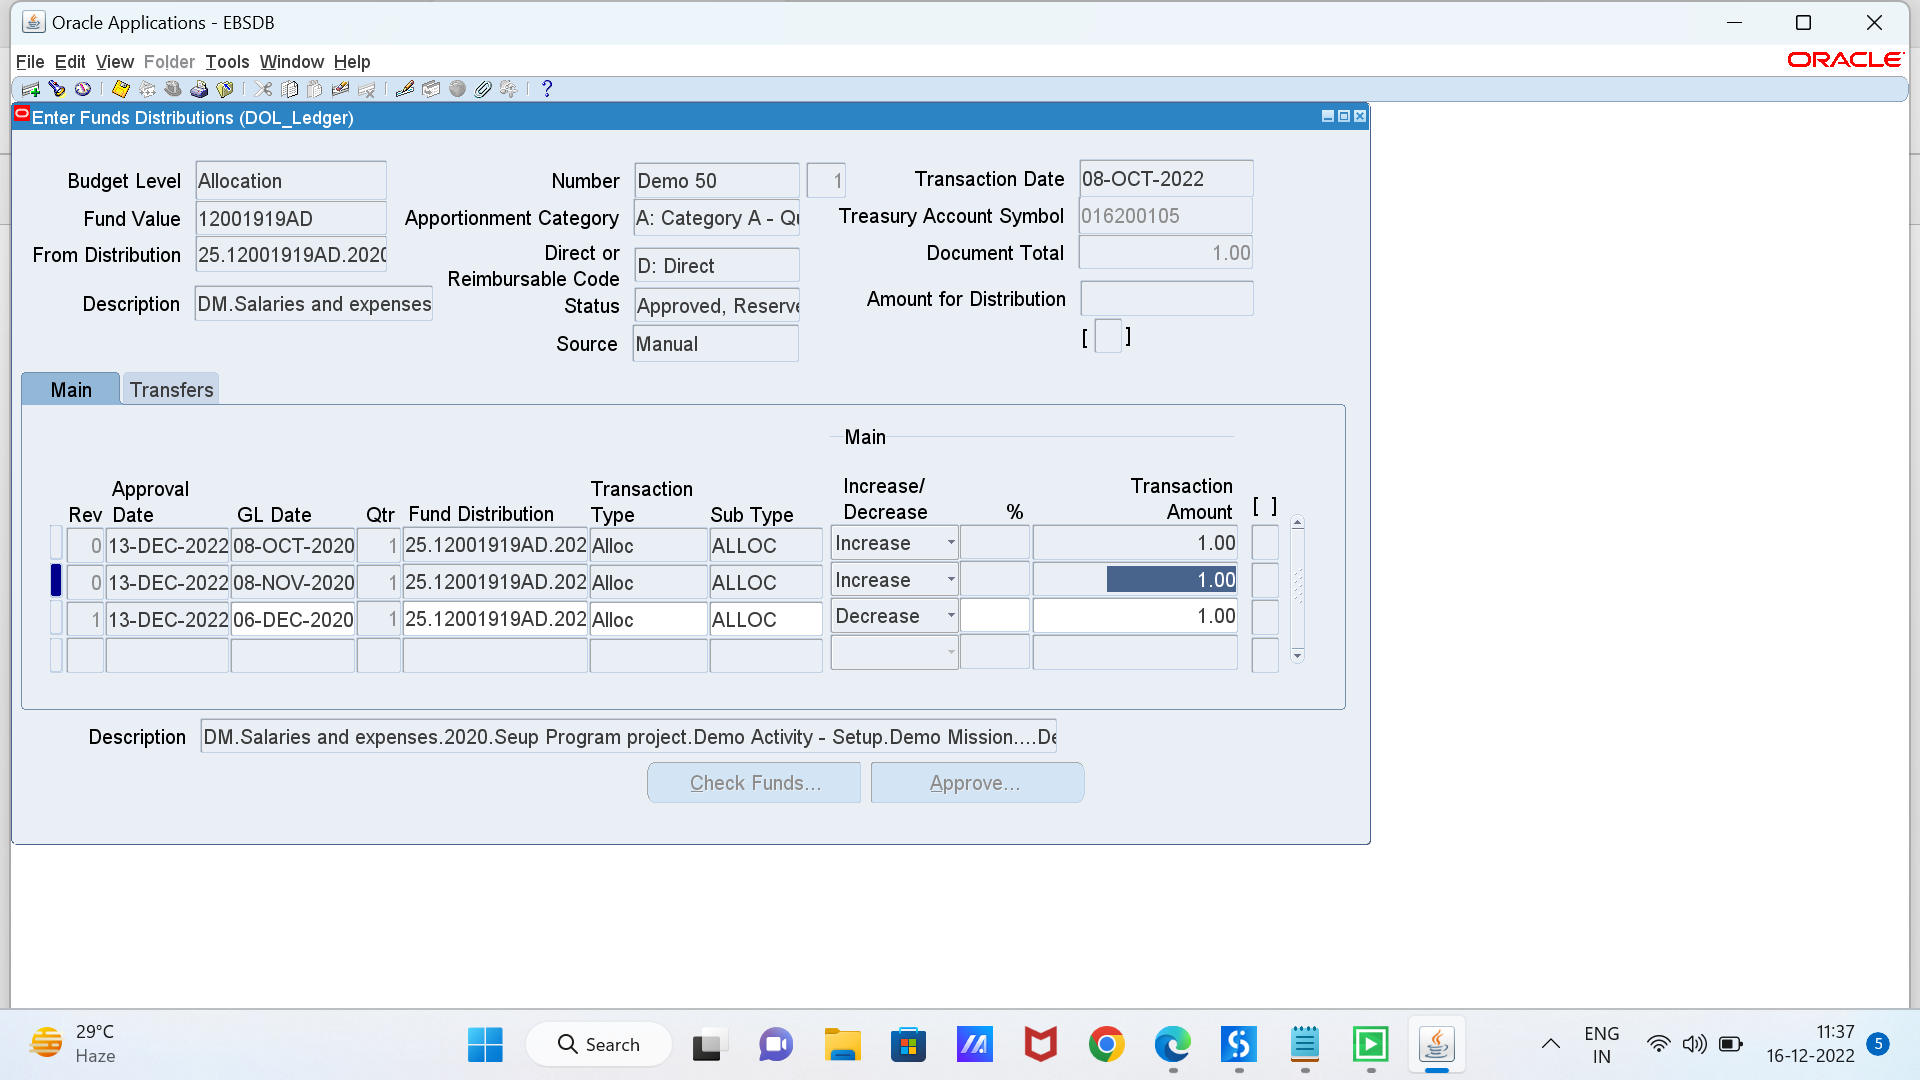 Oracle Applications - EBSDB
File Edit View Folder Tools Window Help
ORACLE
Enter Funds Distributions (DOL_Ledger)
Budget Level Allocation
Number Demo 50 1
Transaction Date 08-OCT-2022
Fund Value 12001919AD
Apportionment Category A: Category A - Qu
Treasury Account Symbol 016200105
From Distribution 25.12001919AD.2020
Direct or
Reimbursable Code D: Direct
Document Total 1.00
Description DM.Salaries and expenses
Status Approved, Reserve
Amount for Distribution
[ ]
Source Manual
Main Transfers
Main
Approval Transaction Increase/ Transaction
Rev Date GL Date Qtr Fund Distribution Type Sub Type Decrease % Amount [ ]
0 13-DEC-2022 08-OCT-2020 1 25.12001919AD.202 Alloc ALLOC Increase 1.00
0 13-DEC-2022 08-NOV-2020 1 25.12001919AD.202 Alloc ALLOC Increase 1.00
1 13-DEC-2022 06-DEC-2020 1 25.12001919AD.202 Alloc ALLOC Decrease 1.00
Description DM.Salaries and expenses.2020.Seup Program project.Demo Activity - Setup.Demo Mission....De
Check Funds... Approve...
29°C
Haze
Search
ENG
IN
11:37
16-12-2022
5